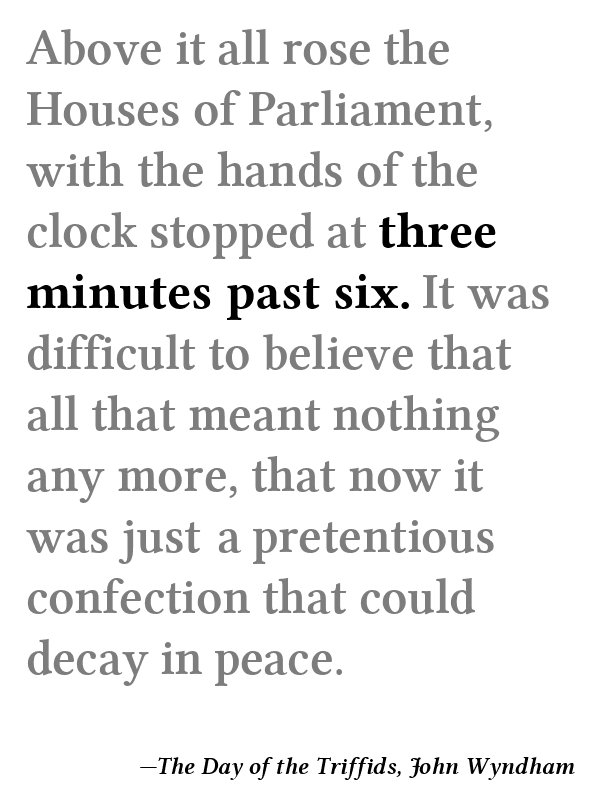 Above it all rose the
Houses of Parliament,
with the hands of the
clock stopped at three
minutes past six. It was
difficult to believe that
all that meant nothing
any more, that now it
was just a pretentious
confection that could
decay in peace.
—The Day of the Triffids, John Wyndham